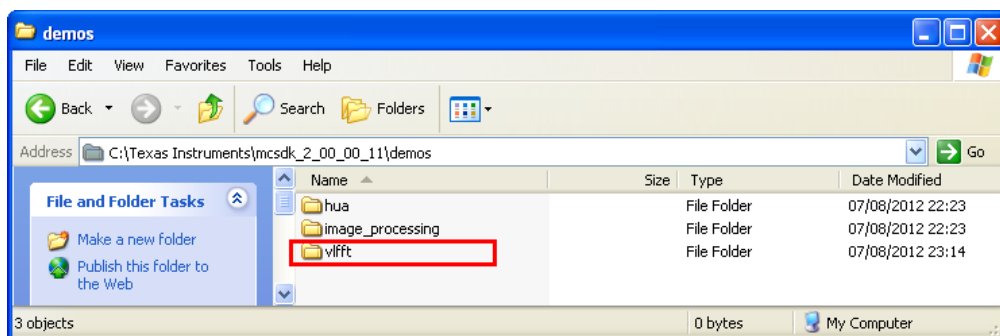 demos
File Edit View Favorites Tools Help
Back Search Folders
Address C:\Texas Instruments\mcsdk_2_00_00_11\demos Go
Name Size Type Date Modified
File and Folder Tasks
Make a new folder
Publish this folder to
the Web
hua File Folder 07/08/2012 22:23
image_processing File Folder 07/08/2012 22:23
vlfft File Folder 07/08/2012 23:14
3 objects 0 bytes My Computer